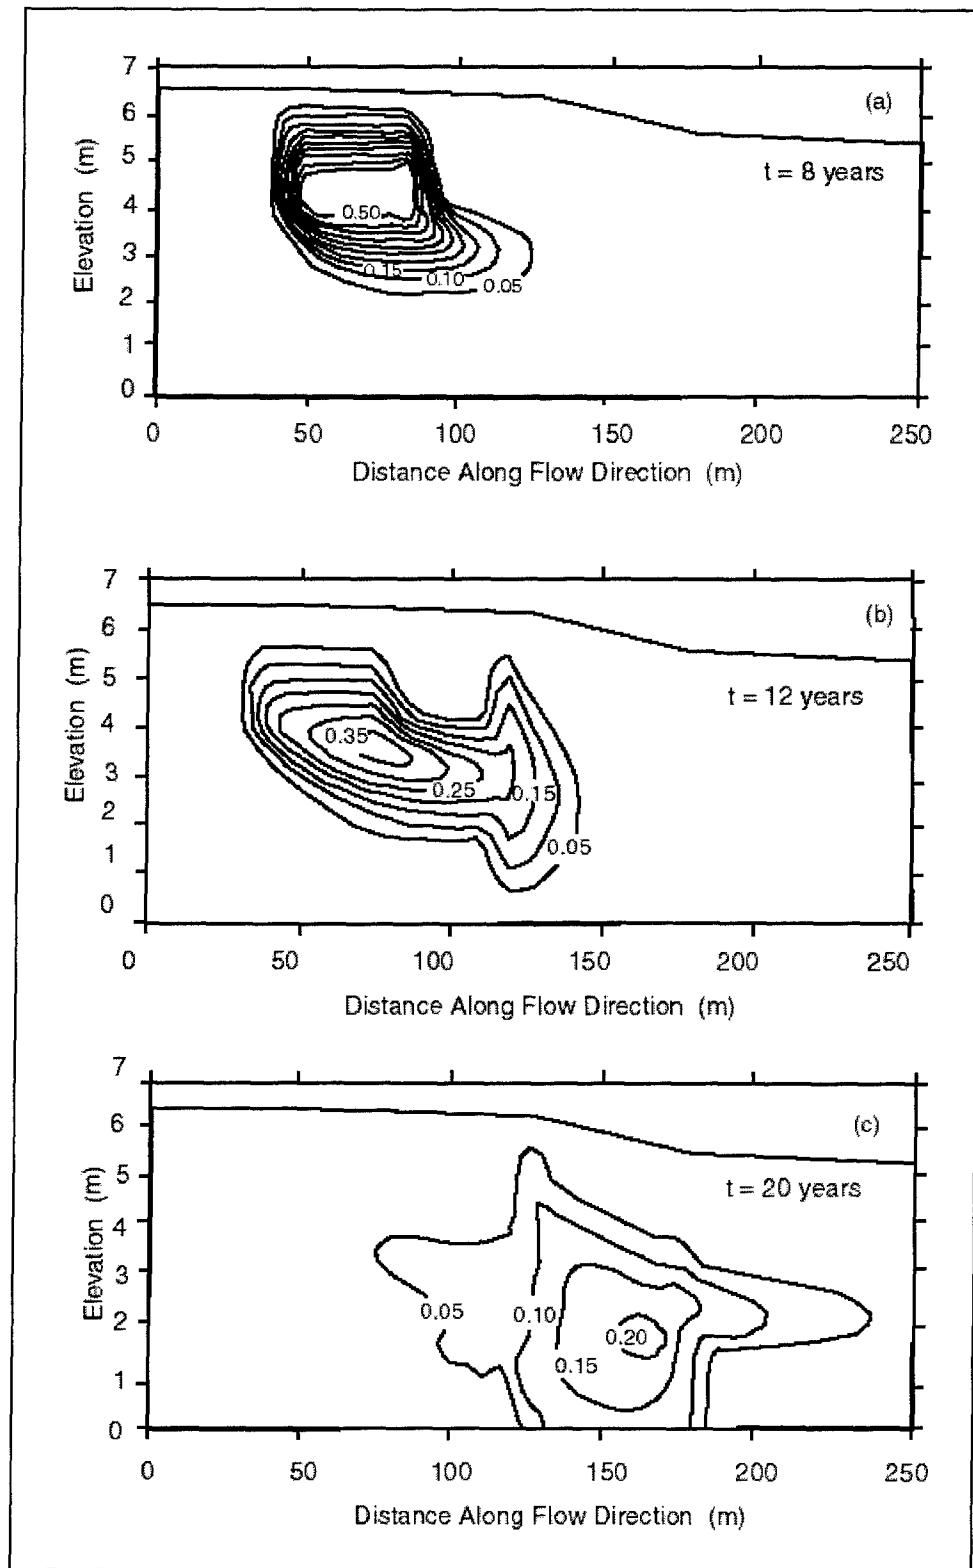 7
6
5
4
3
2
1
0
Elevation (m)
(a)
t = 8 years
0.50
0.15
0.10
0.05
0 50 100 150 200 250
Distance Along Flow Direction (m)
7
6
5
4
3
2
1
0
Elevation (m)
(b)
t = 12 years
0.35
0.25
0.15
0.05
0 50 100 150 200 250
Distance Along Flow Direction (m)
7
6
5
4
3
2
1
0
Elevation (m)
(c)
t = 20 years
0.05
0.10
0.20
0.15
0 50 100 150 200 250
Distance Along Flow Direction (m)